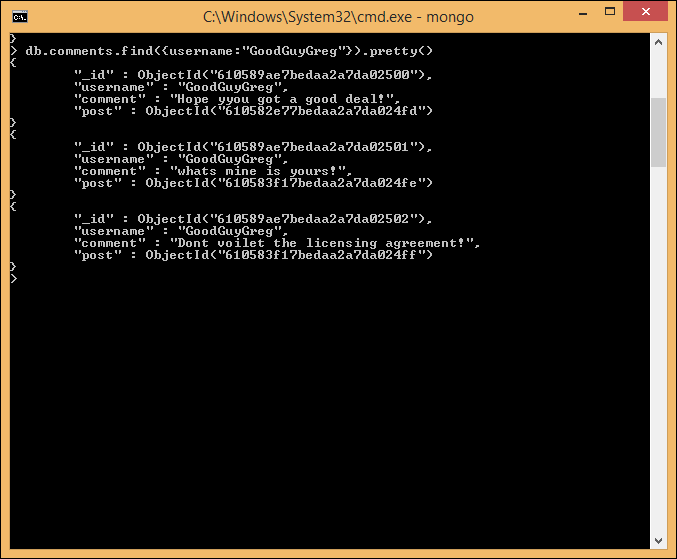 C:\Windows\System32\cmd.exe - mongo
}
> db.comments.find({username:"GoodGuyGreg"}).pretty()
{
"_id" : ObjectId("610589ae7bedaa2a7da02500"),
"username" : "GoodGuyGreg",
"comment" : "Hope yyou got a good deal!",
"post" : ObjectId("610582e77bedaa2a7da024fd")
}
{
"_id" : ObjectId("610589ae7bedaa2a7da02501"),
"username" : "GoodGuyGreg",
"comment" : "whats mine is yours!",
"post" : ObjectId("610583f17bedaa2a7da024fe")
}
{
"_id" : ObjectId("610589ae7bedaa2a7da02502"),
"username" : "GoodGuyGreg",
"comment" : "Dont voilet the licensing agreement!",
"post" : ObjectId("610583f17bedaa2a7da024ff")
}
>